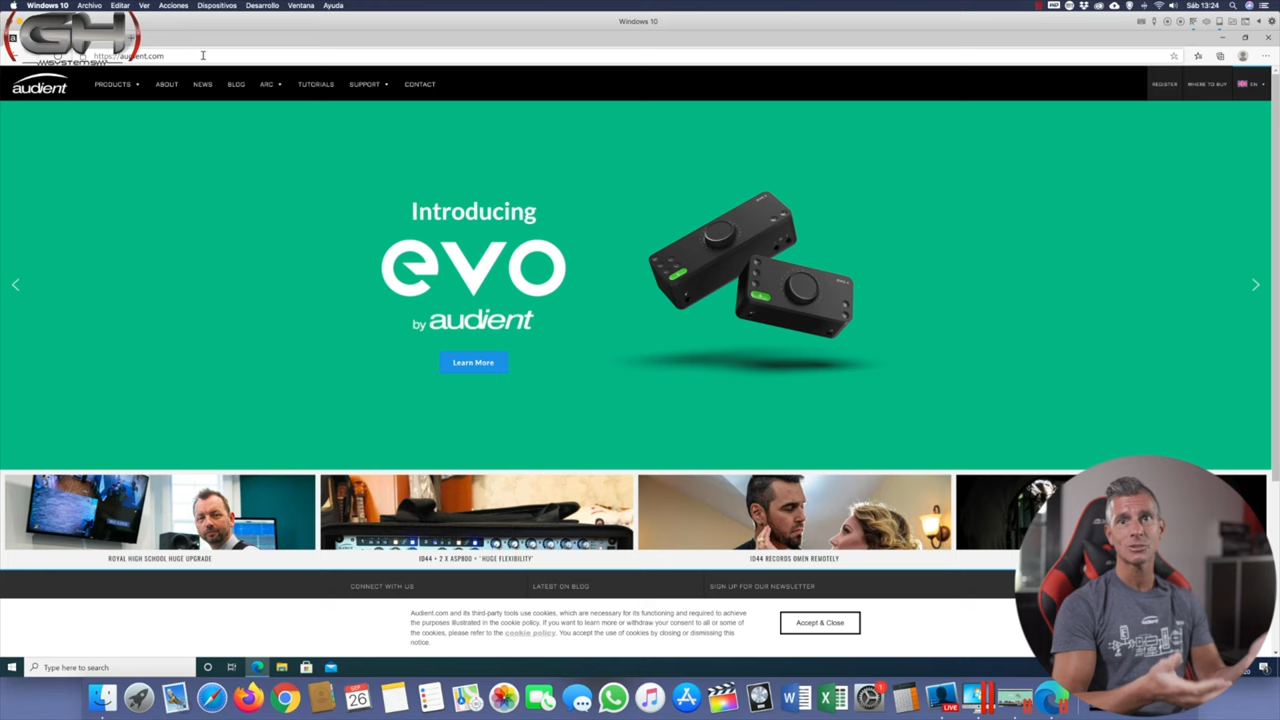 Windows 10 Archivo Editar Ver Acciones Dispositivos Desarrollo Ventana Ayuda Sáb 13:24
Windows 10
GH
SYSTEMS
https://audient.com
audient PRODUCTS ABOUT NEWS BLOG ARC TUTORIALS SUPPORT CONTACT REGISTER WHERE TO BUY EN
Introducing
evo
by audient
Learn More
ROYAL HIGH SCHOOL HUGE UPGRADE
ID44 + 2 X ASP800 = "HUGE FLEXIBILITY"
ID44 RECORDS OMEN REMOTELY
CONNECT WITH US LATEST ON BLOG SIGN UP FOR OUR NEWSLETTER
Audient.com and its third-party tools use cookies, which are necessary for its functioning and required to achieve
the purposes illustrated in the cookie policy. If you want to learn more or withdraw your consent to all or some of
the cookies, please refer to the cookie policy. You accept the use of cookies by closing or dismissing this
notice.
Accept & Close
Type here to search
SEP
26
LIVE
1